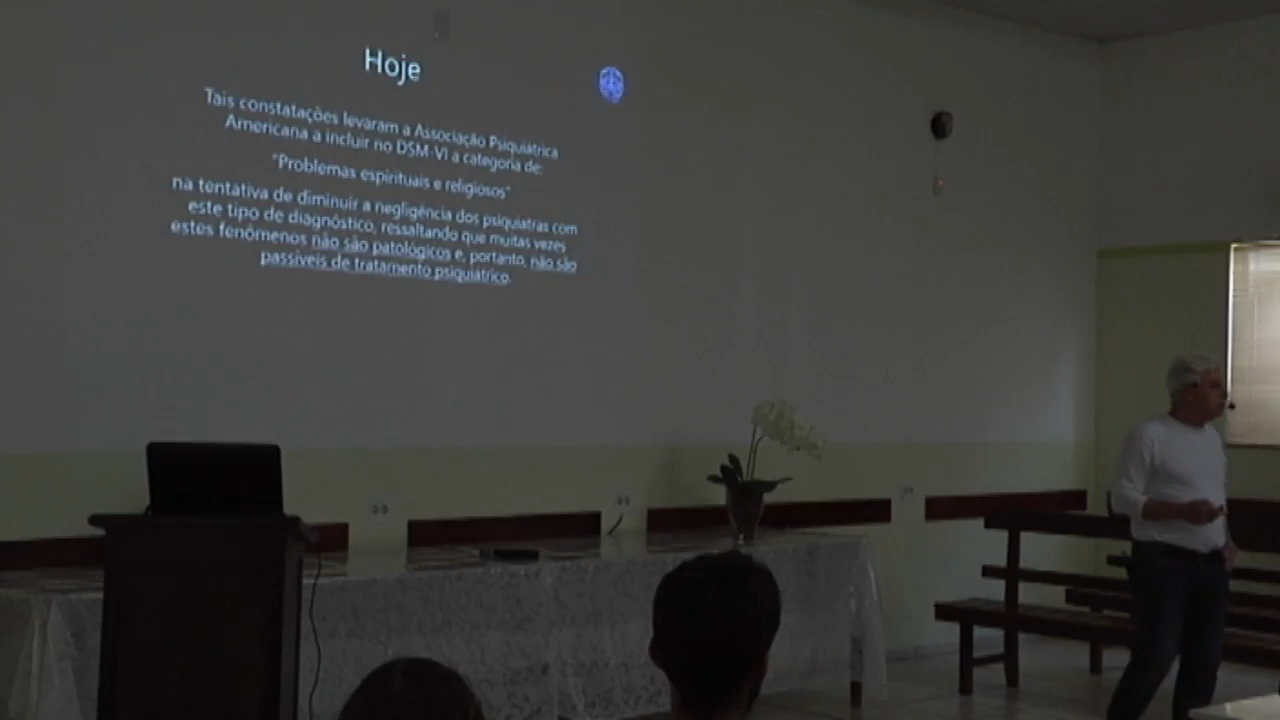 Hoje
Tais constatações levaram a Associação Psiquiátrica
Americana a incluir no DSM-VI a categoria de:
"Problemas espirituais e religiosos"
na tentativa de diminuir a negligência dos psiquiatras com
este tipo de diagnóstico, ressaltando que muitas vezes
estes fenômenos não são patológicos e, portanto, não são
passíveis de tratamento psiquiátrico.